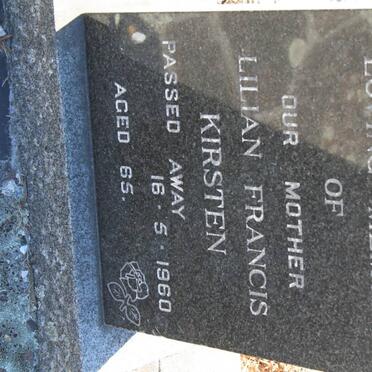 OF
OUR MOTHER
LILIAN FRANCIS
KIRSTEN
PASSED AWAY
16.5.1960
AGED 65.